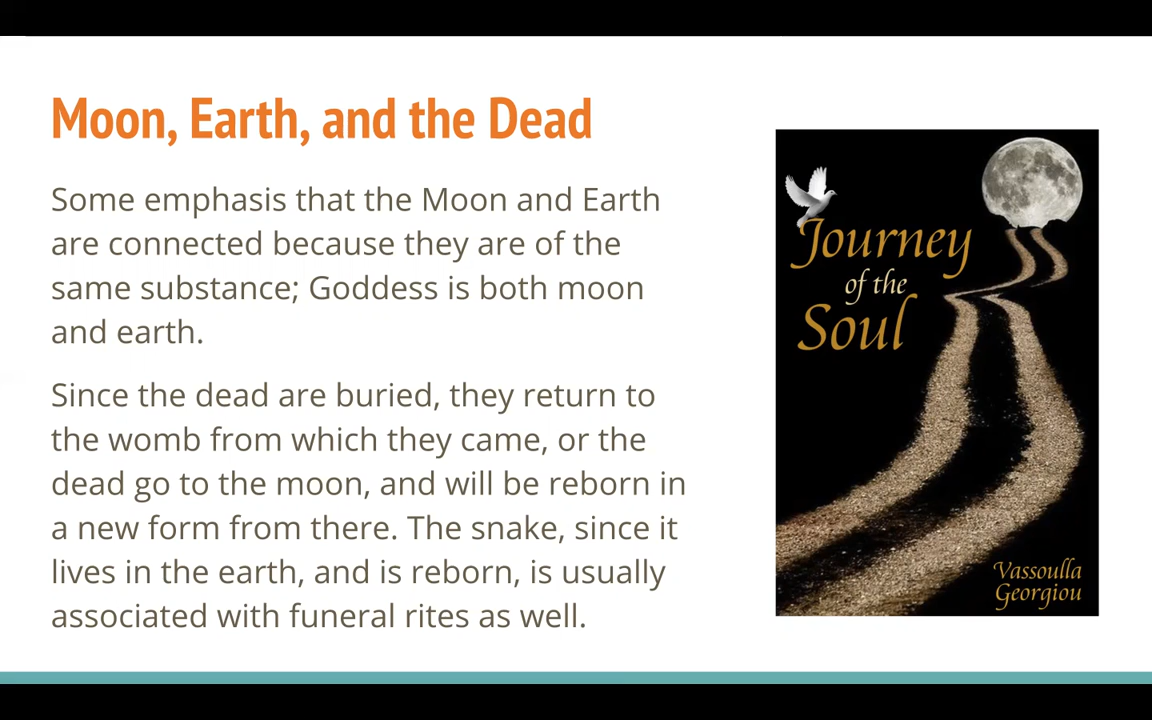 Moon, Earth, and the Dead
Some emphasis that the Moon and Earth
are connected because they are of the
same substance; Goddess is both moon
and earth.
Since the dead are buried, they return to
the womb from which they came, or the
dead go to the moon, and will be reborn in
a new form from there. The snake, since it
lives in the earth, and is reborn, is usually
associated with funeral rites as well.
Journey
of the
Soul
Vassoulla
Georgiou